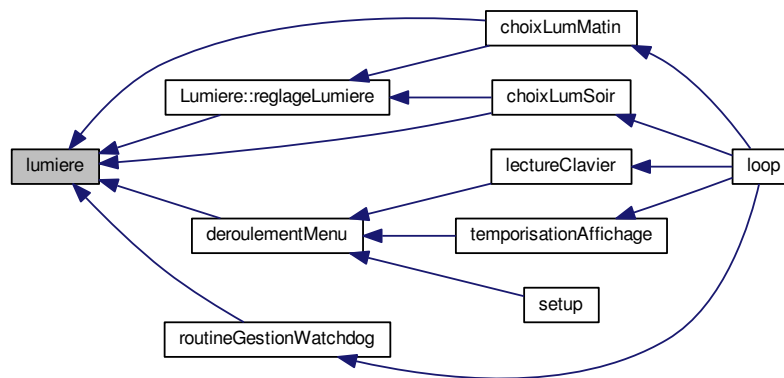 choixLumMatin
Lumiere::reglageLumiere
choixLumSoir
lumiere
lectureClavier
loop
deroulementMenu
temporisationAffichage
setup
routineGestionWatchdog